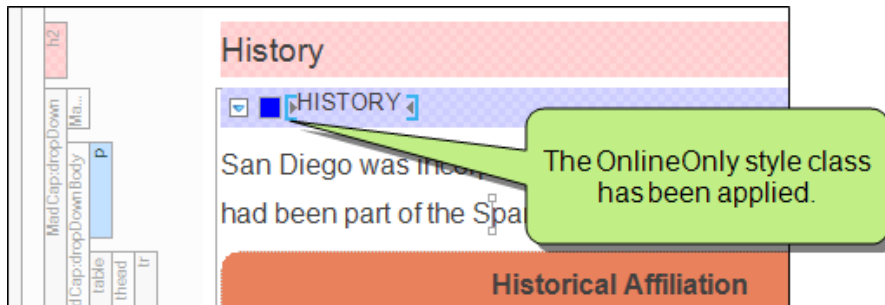 h2
History
MadCap:dropDown
Ma...
HISTORY
MadCap:dropDownBody
p
San Diego was
had been part of the Spa
The OnlineOnly style class
has been applied.
table
thead
tr
Historical Affiliation